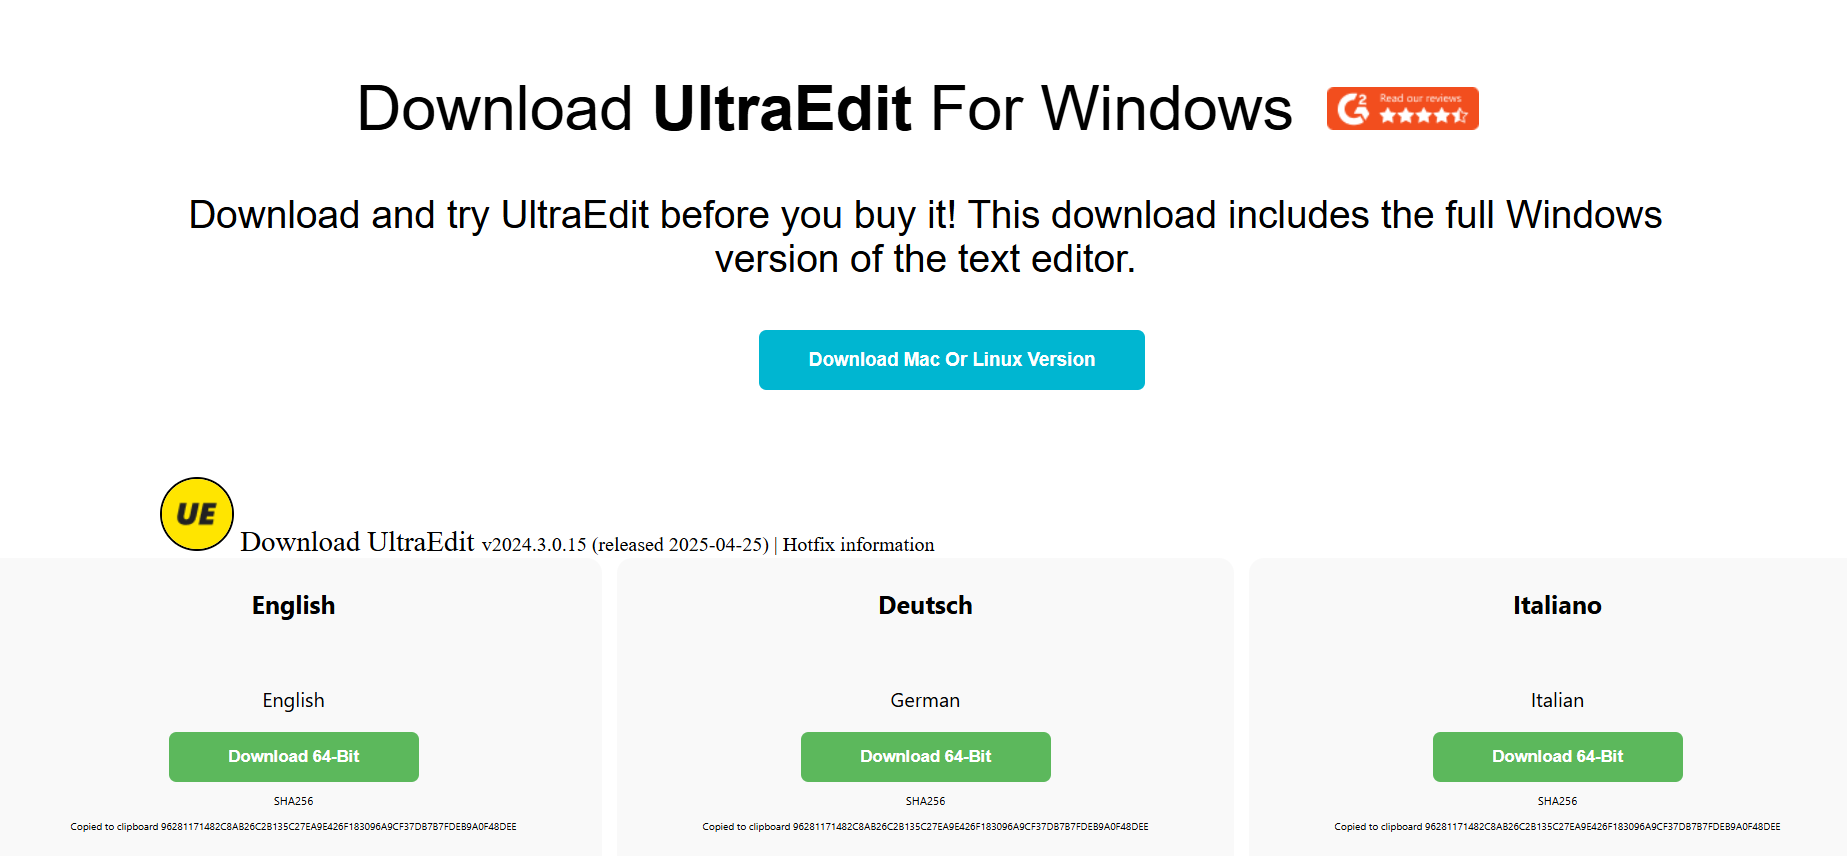 Download UltraEdit For Windows
Read our reviews
Download and try UltraEdit before you buy it! This download includes the full Windows
version of the text editor.
Download Mac Or Linux Version
UE
Download UltraEdit v2024.3.0.15 (released 2025-04-25) | Hotfix information
English
English
Download 64-Bit
SHA256
Copied to clipboard 96281171482C8AB26C2B135C27EA9E426F183096A9CF37DB7B7FDEB9A0F48DEE
Deutsch
German
Download 64-Bit
SHA256
Copied to clipboard 96281171482C8AB26C2B135C27EA9E426F183096A9CF37DB7B7FDEB9A0F48DEE
Italiano
Italian
Download 64-Bit
SHA256
Copied to clipboard 96281171482C8AB26C2B135C27EA9E426F183096A9CF37DB7B7FDEB9A0F48DEE